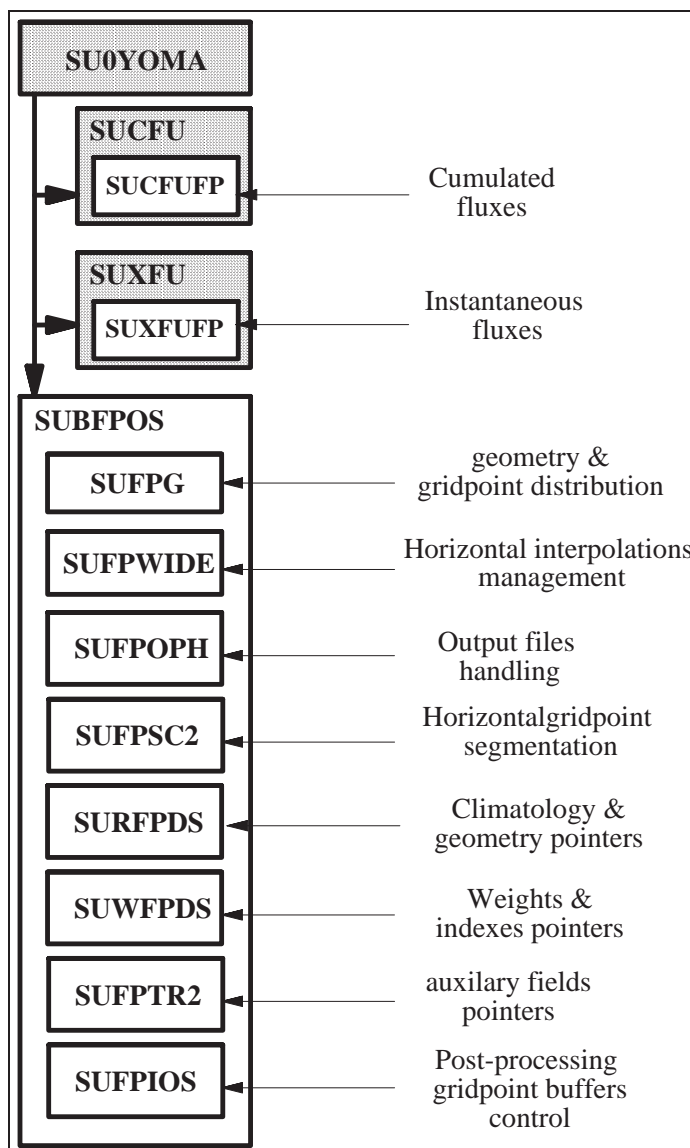 SU0YOMA
SUCFU
SUCFUFP
Cumulated
fluxes
SUXFU
SUXFUFP
Instantaneous
fluxes
SUBFPOS
SUFPG
geometry &
gridpoint distribution
SUFPWIDE
Horizontal interpolations
management
SUFPOPH
Output files
handling
SUFPSC2
Horizontalgridpoint
segmentation
SURFPDS
Climatology &
geometry pointers
SUWFPDS
Weights &
indexes pointers
SUFPTR2
auxilary fields
pointers
SUFPIOS
Post-processing
gridpoint buffers
control